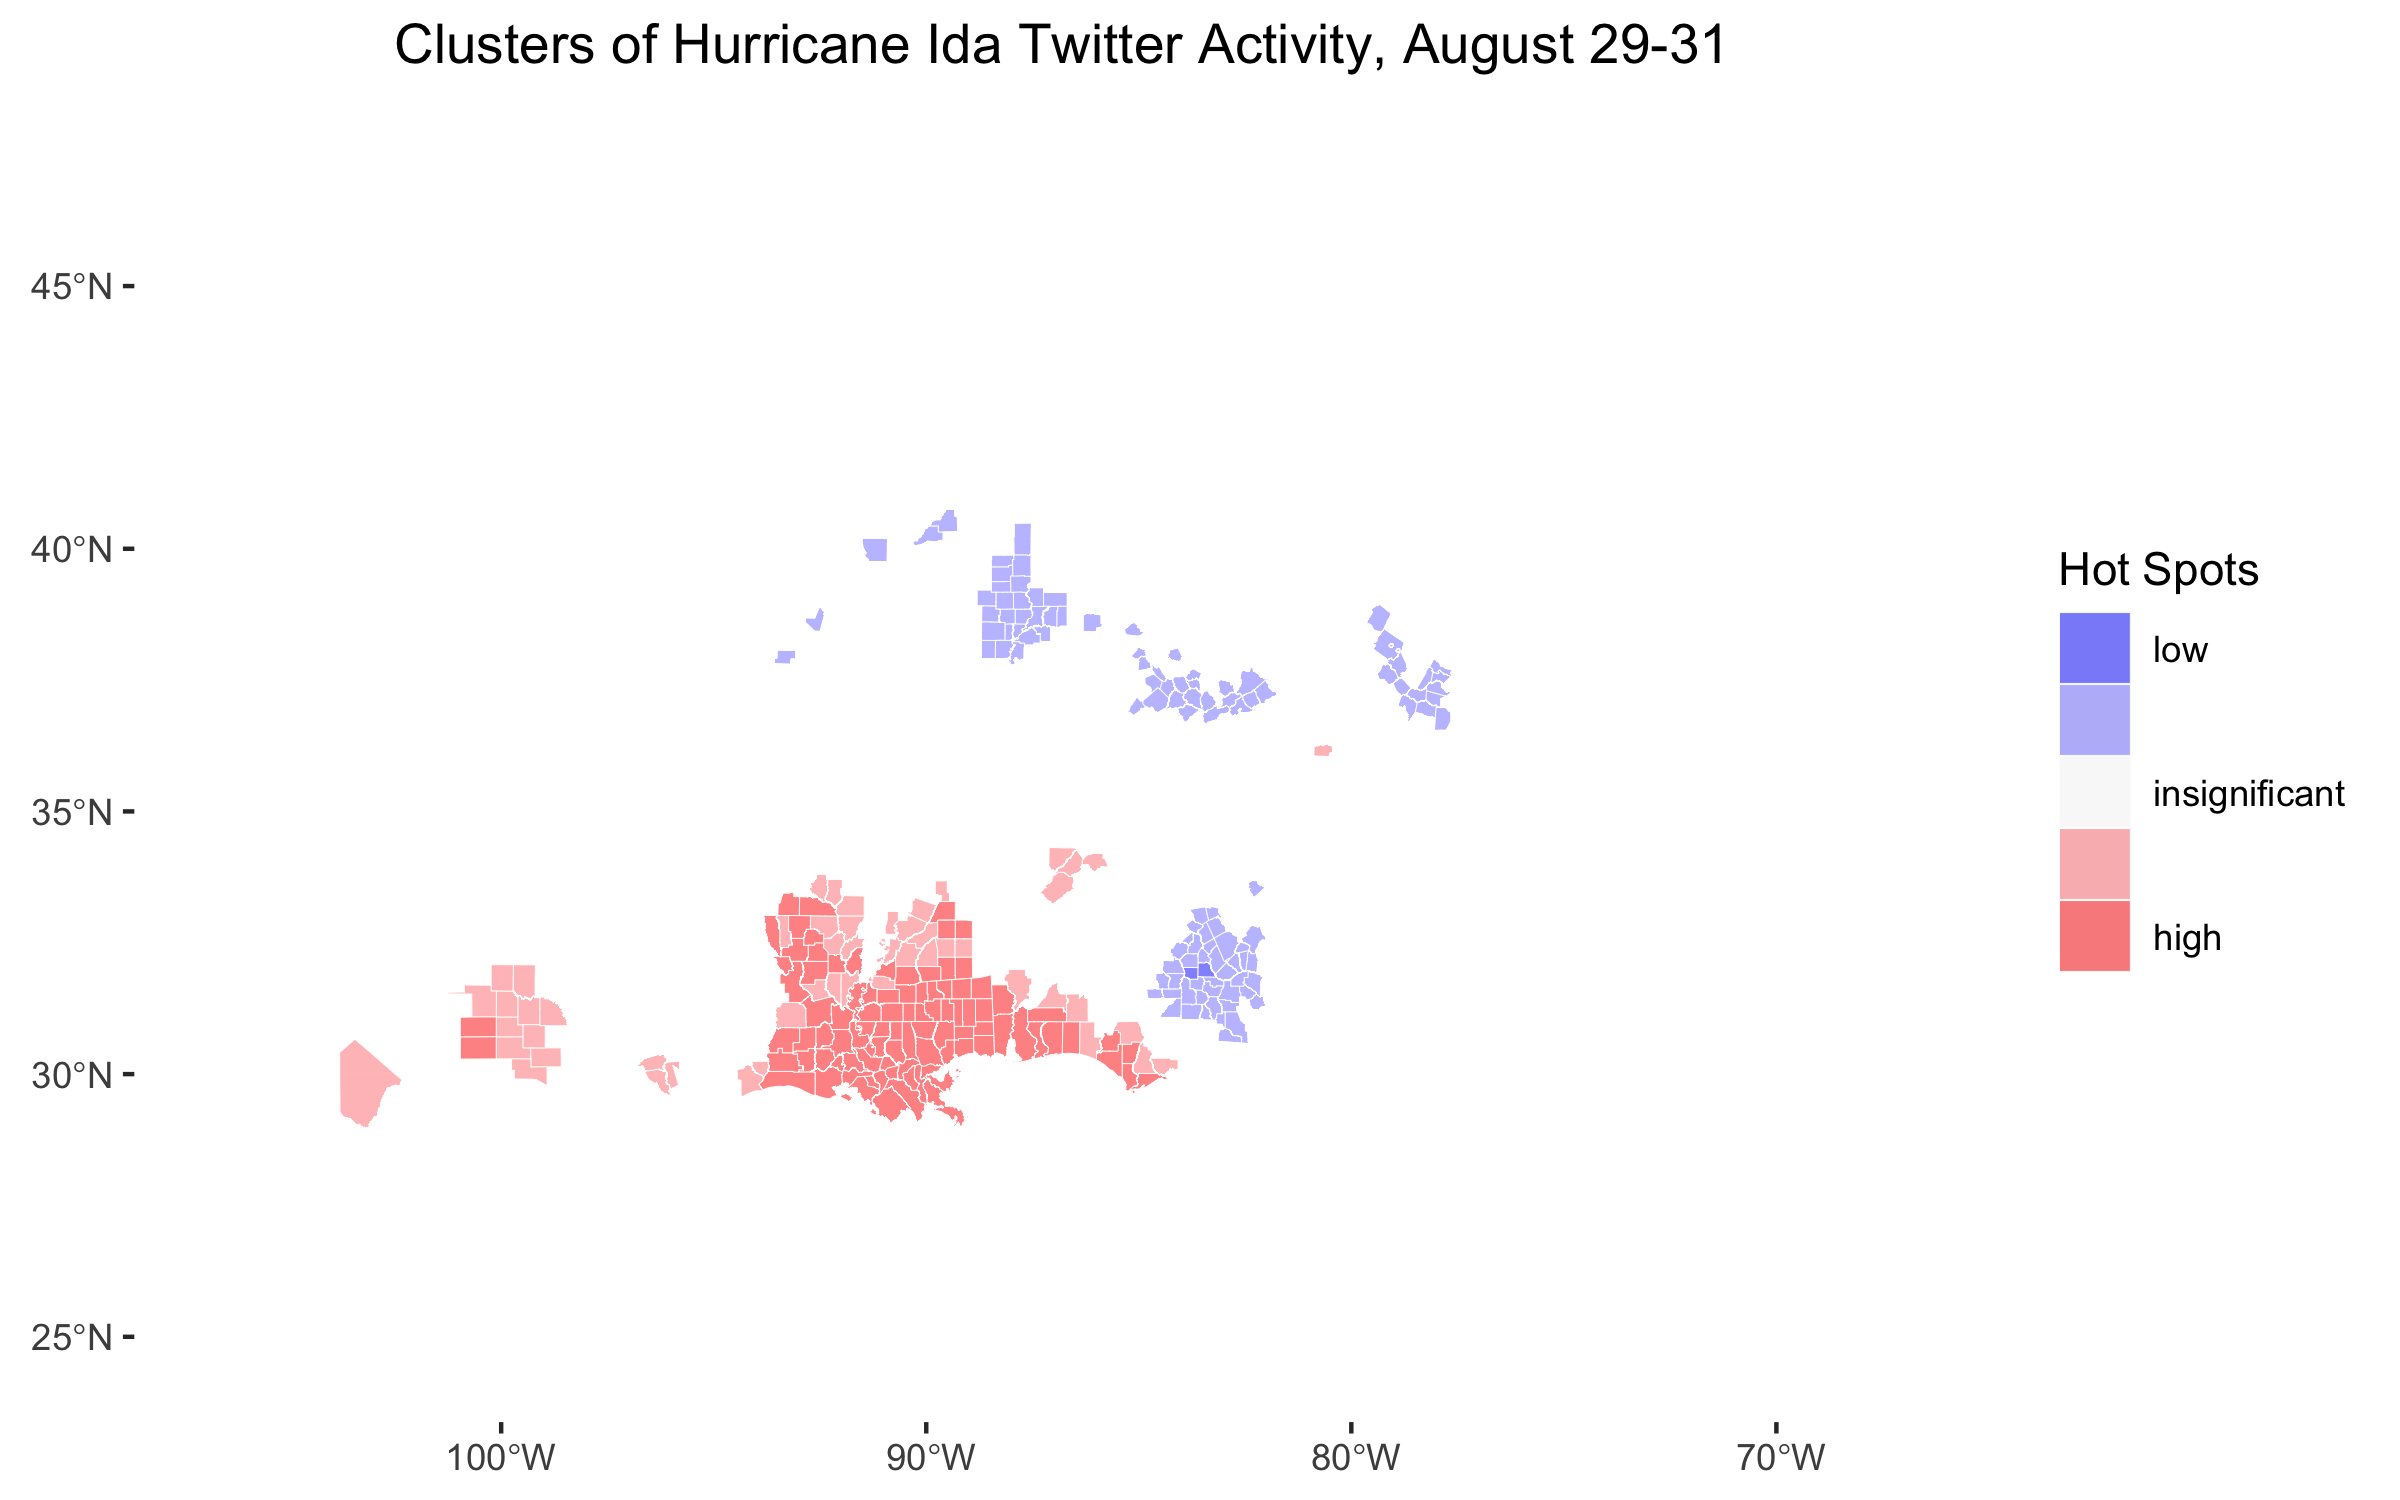 Clusters of Hurricane Ida Twitter Activity, August 29-31
45°N
40°N
35°N
30°N
25°N
100°W
90°W
80°W
70°W
Hot Spots
low
insignificant
high